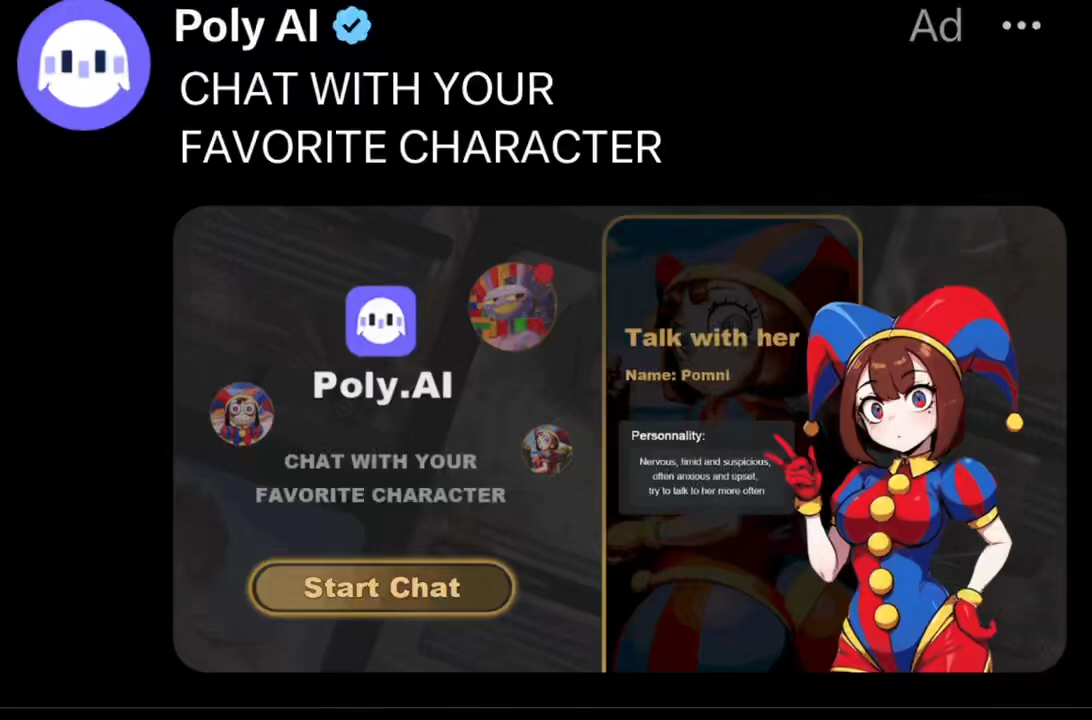 Poly AI
Ad
CHAT WITH YOUR
FAVORITE CHARACTER
Poly.AI
CHAT WITH YOUR
FAVORITE CHARACTER
Start Chat
Talk with her
Name: Pomni
Personnality:
Nervous, timid and suspicious,
often anxious and upset,
try to talk to her more often